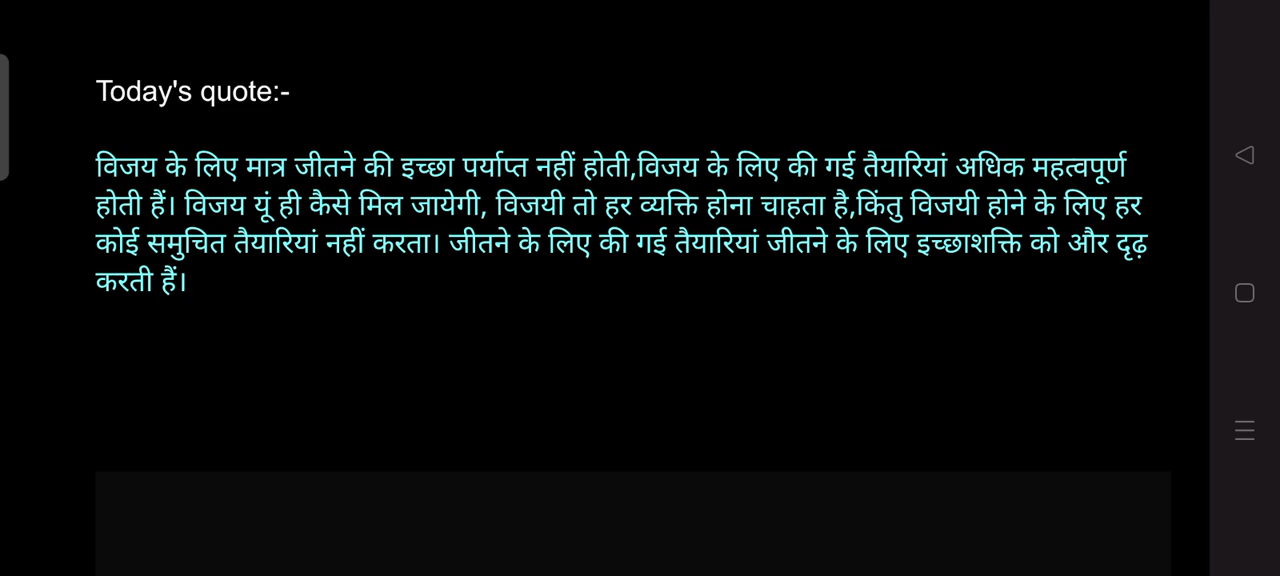 Today's quote:-
विजय के लिए मात्र जीतने की इच्छा पर्याप्त नहीं होती,विजय के लिए की गई तैयारियां अधिक महत्वपूर्ण
होती हैं। विजय यूं ही कैसे मिल जायेगी, विजयी तो हर व्यक्ति होना चाहता है,किंतु विजयी होने के लिए हर
कोई समुचित तैयारियां नहीं करता। जीतने के लिए की गई तैयारियां जीतने के लिए इच्छाशक्ति को और दृढ़
करती हैं।